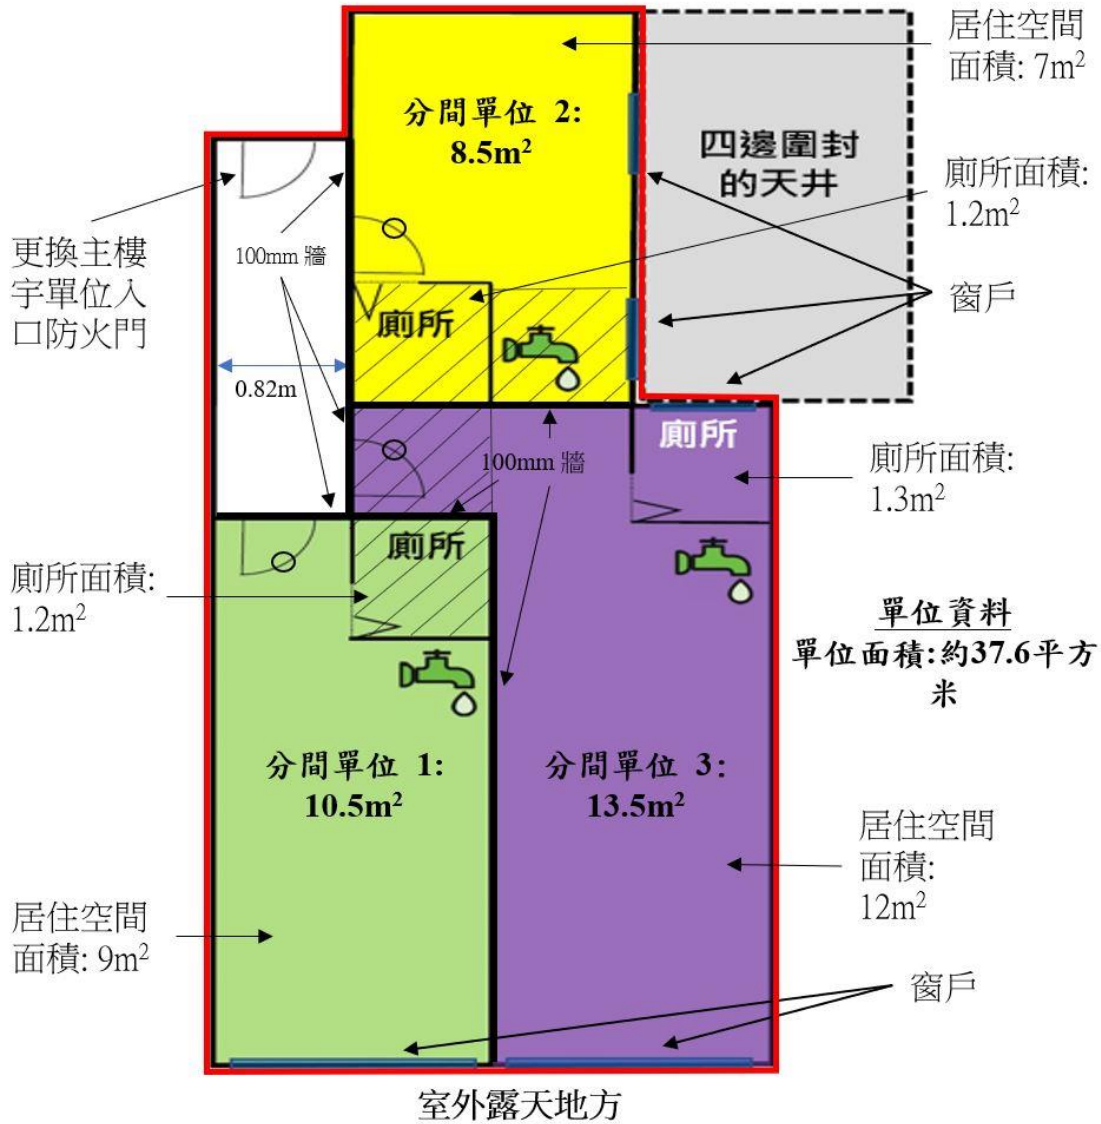 居住空間
面積: 7m²
分間單位 2:
8.5m²
四邊圍封
的天井
廁所面積:
1.2m²
更換主樓
宇單位入
口防火門
100mm 牆
窗戶
廁所
0.82m
廁所
100mm 牆
廁所面積:
1.3m²
廁所
廁所面積:
1.2m²
單位資料
單位面積:約37.6平方
米
分間單位 1:
10.5m²
分間單位 3:
13.5m²
居住空間
面積:
12m²
居住空間
面積: 9m²
窗戶
室外露天地方